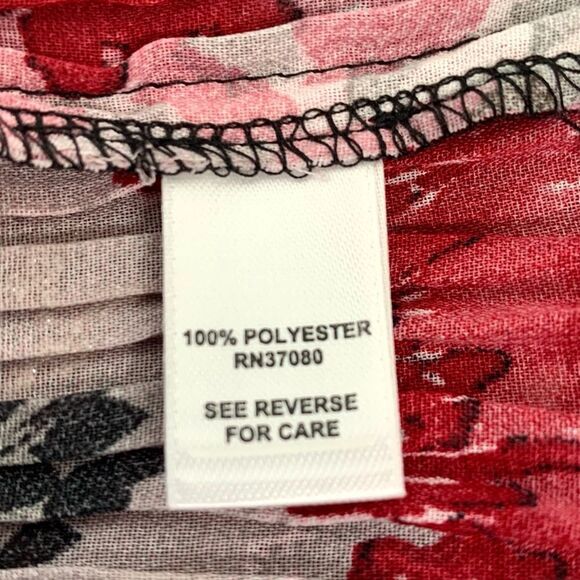 100% POLYESTER
RN37080
SEE REVERSE
FOR CARE